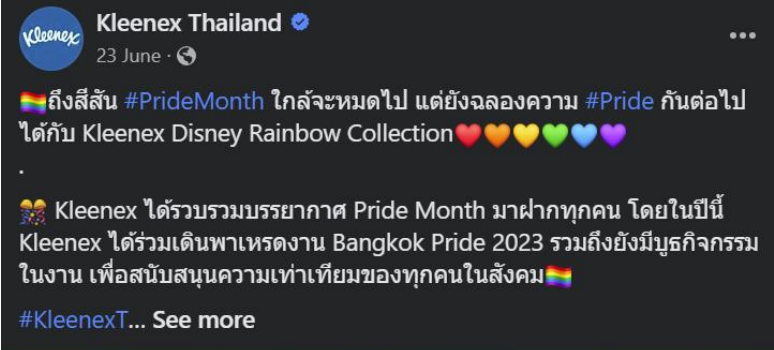 Kleenex
Kleenex Thailand
23 June ·
🏳️‍🌈ถึงสีสัน #PrideMonth ใกล้จะหมดไป แต่ยังฉลองความ #Pride กันต่อไป
ได้กับ Kleenex Disney Rainbow Collection❤️🧡💛💚💙💜
.
🎊 Kleenex ได้รวบรวมบรรยากาศ Pride Month มาฝากทุกคน โดยในปีนี้
Kleenex ได้ร่วมเดินพาเหรดงาน Bangkok Pride 2023 รวมถึงยังมีบูธกิจกรรม
ในงาน เพื่อสนับสนุนความเท่าเทียมของทุกคนในสังคม🏳️‍🌈
#KleenexT... See more